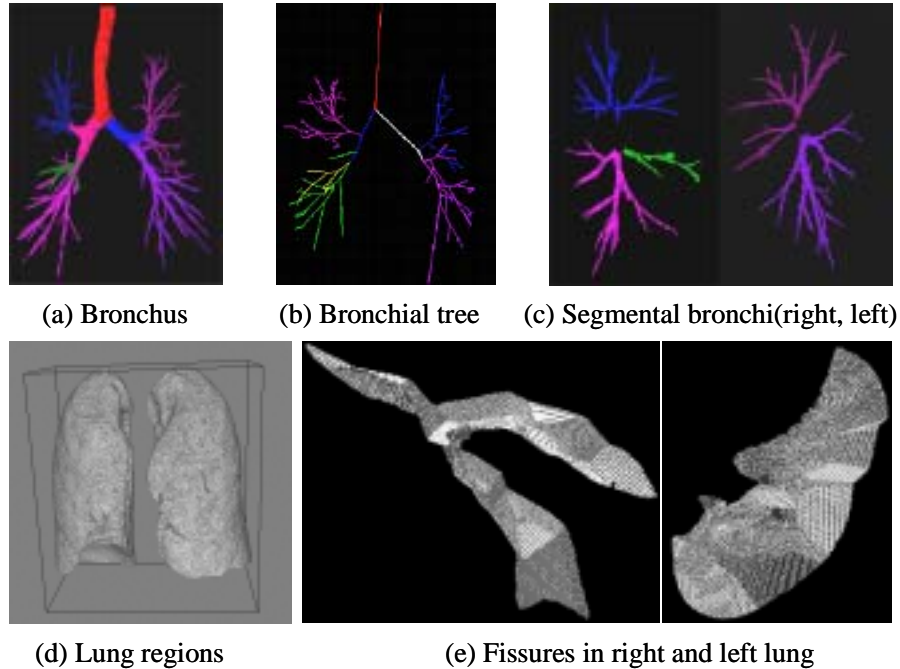 (a) Bronchus
(b) Bronchial tree
(c) Segmental bronchi(right, left)
(d) Lung regions
(e) Fissures in right and left lung